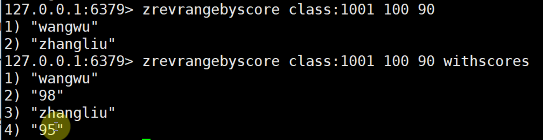 127.0.0.1:6379> zrevrangebyscore class:1001 100 90
1) "wangwu"
2) "zhangliu"
127.0.0.1:6379> zrevrangebyscore class:1001 100 90 withscores
1) "wangwu"
2) "98"
3) "zhangliu"
4) "95"